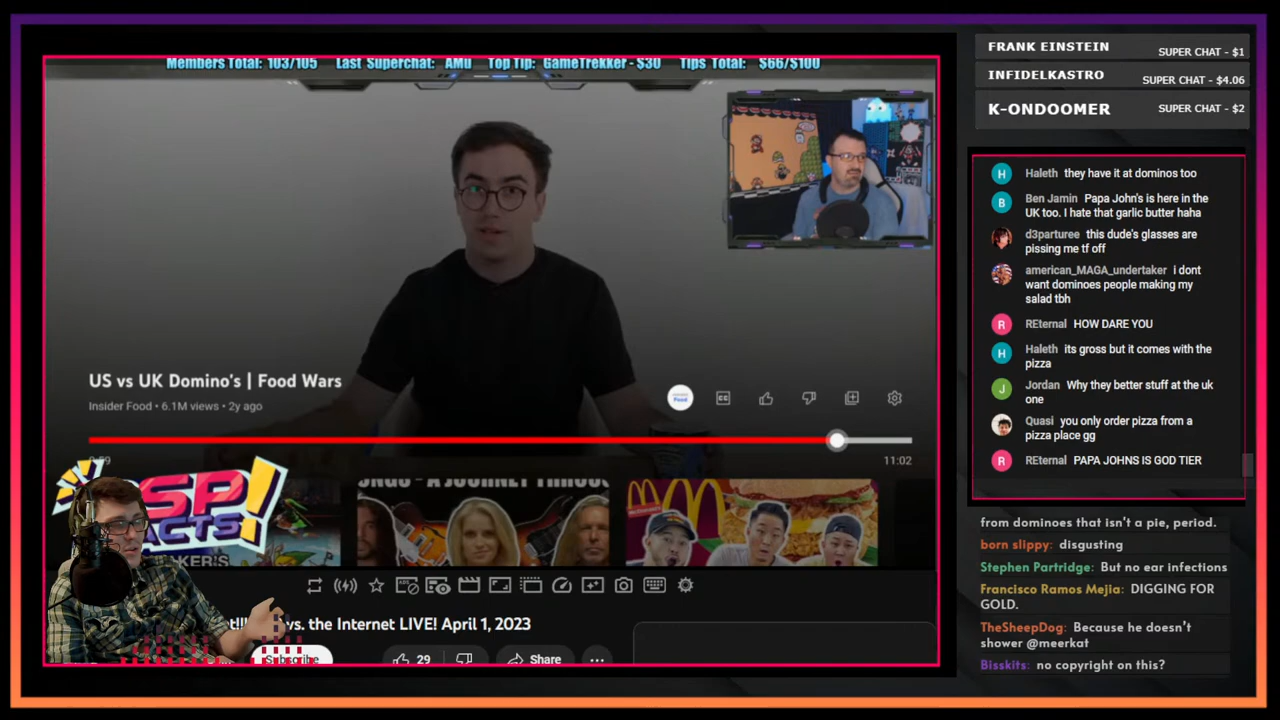 Members Total: 103/105 Last Superchat: AMU Top Tip: GameTrekker - $30 Tips Total: $66/$100
US vs UK Domino's | Food Wars
Insider Food • 6.1M views • 2y ago
CC
11:02
SP
ACTS!
vs. the Internet LIVE! April 1, 2023
Subscribe
29
Share
FRANK EINSTEIN SUPER CHAT - $1
INFIDELKASTRO SUPER CHAT - $4.06
K-ONDOOMER SUPER CHAT - $2
H Haleth they have it at dominos too
B Ben Jamin Papa John's is here in the
UK too. I hate that garlic butter haha
d3parturee this dude's glasses are
pissing me tf off
american_MAGA_undertaker i dont
want dominoes people making my
salad tbh
R REternal HOW DARE YOU
H Haleth its gross but it comes with the
pizza
J Jordan Why they better stuff at the uk
one
Quasi you only order pizza from a
pizza place gg
R REternal PAPA JOHNS IS GOD TIER
from dominoes that isn't a pie, period.
born slippy: disgusting
Stephen Partridge: But no ear infections
Francisco Ramos Mejia: DIGGING FOR
GOLD.
TheSheepDog: Because he doesn't
shower @meerkat
Bisskits: no copyright on this?